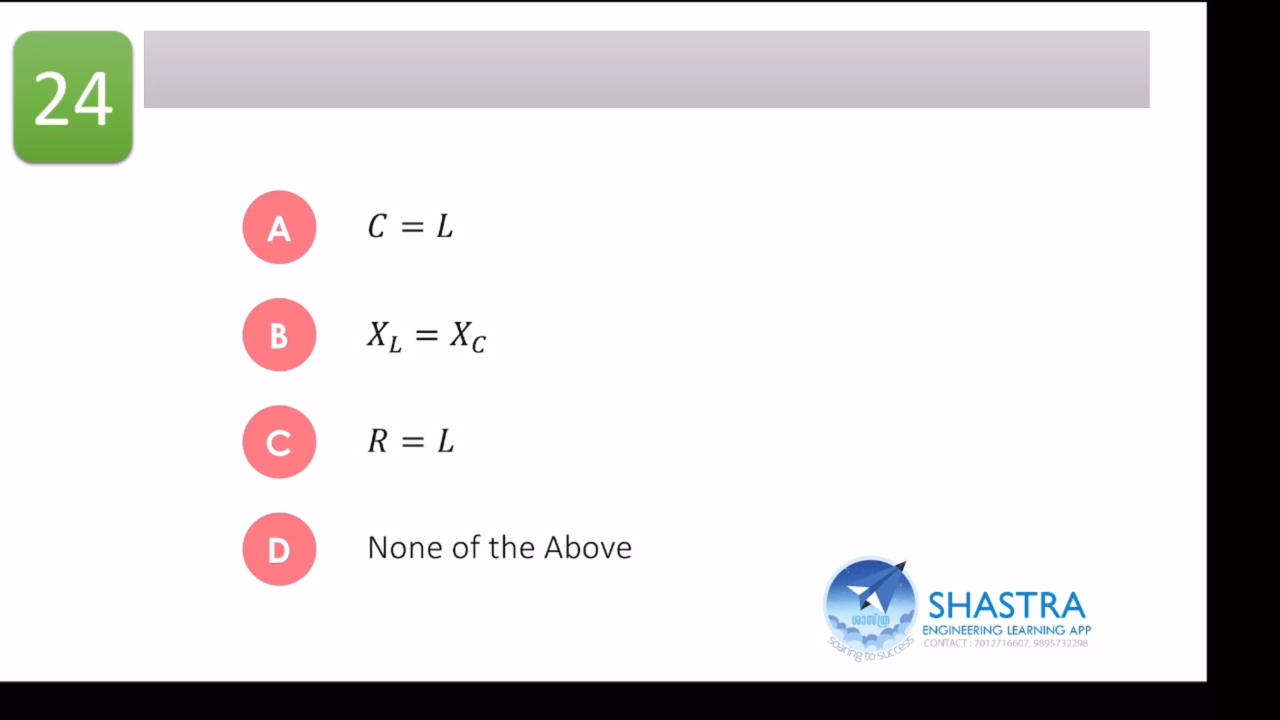 24
A C = L
B X_L = X_C
C R = L
D None of the Above
ശാസ്ത്ര
SHASTRA
ENGINEERING LEARNING APP
CONTACT : 7012716607, 9895732298
soaring to success